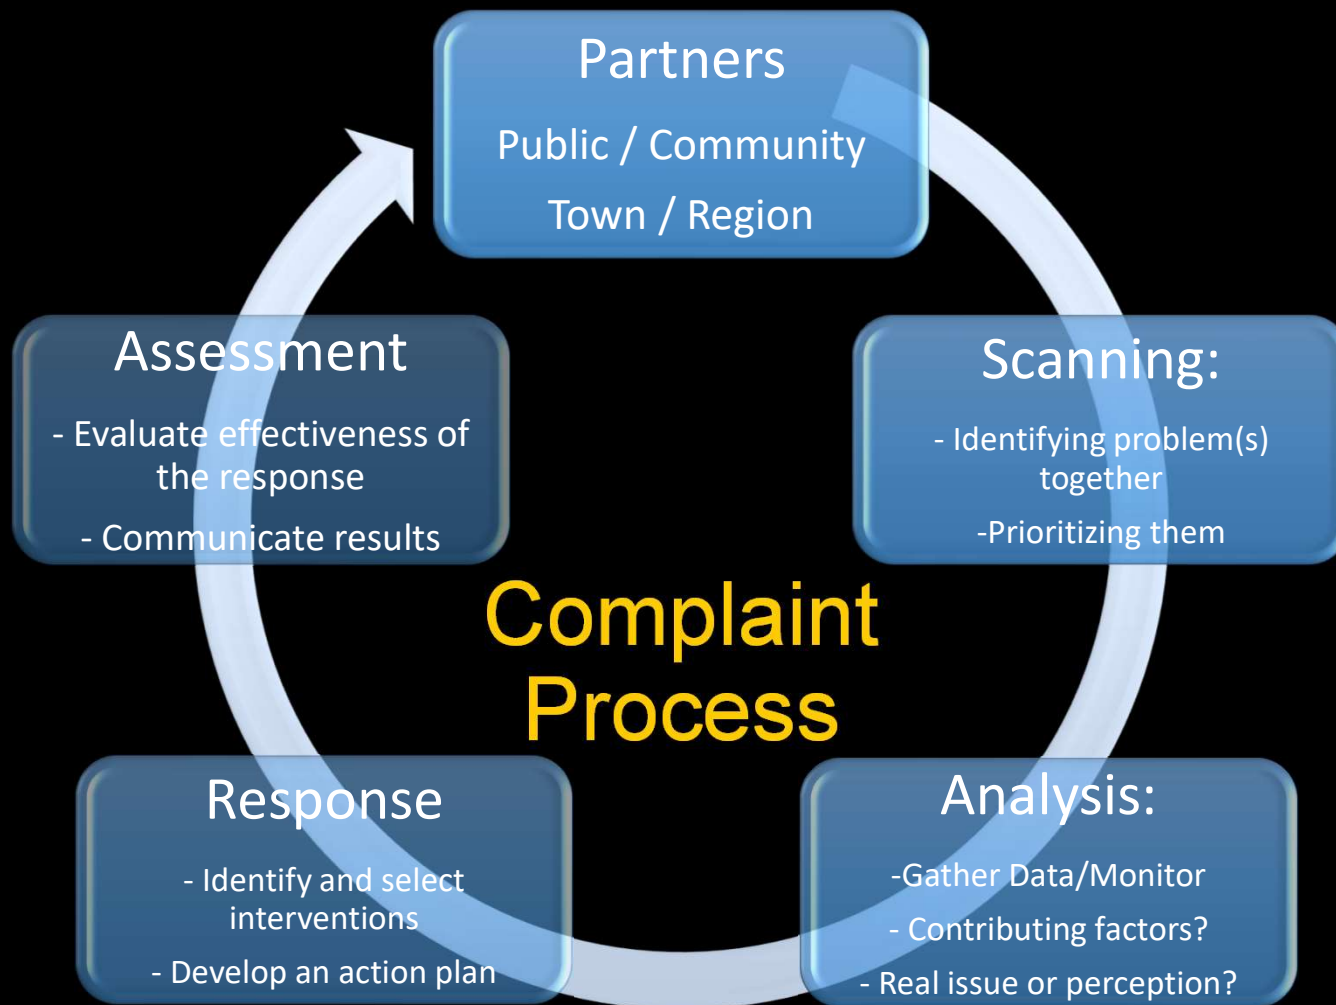 Partners
Public / Community
Town / Region
Scanning:
- Identifying problem(s)
together
-Prioritizing them
Analysis:
-Gather Data/Monitor
- Contributing factors?
- Real issue or perception?
Response
- Identify and select
interventions
- Develop an action plan
Assessment
- Evaluate effectiveness of
the response
- Communicate results
Complaint
Process